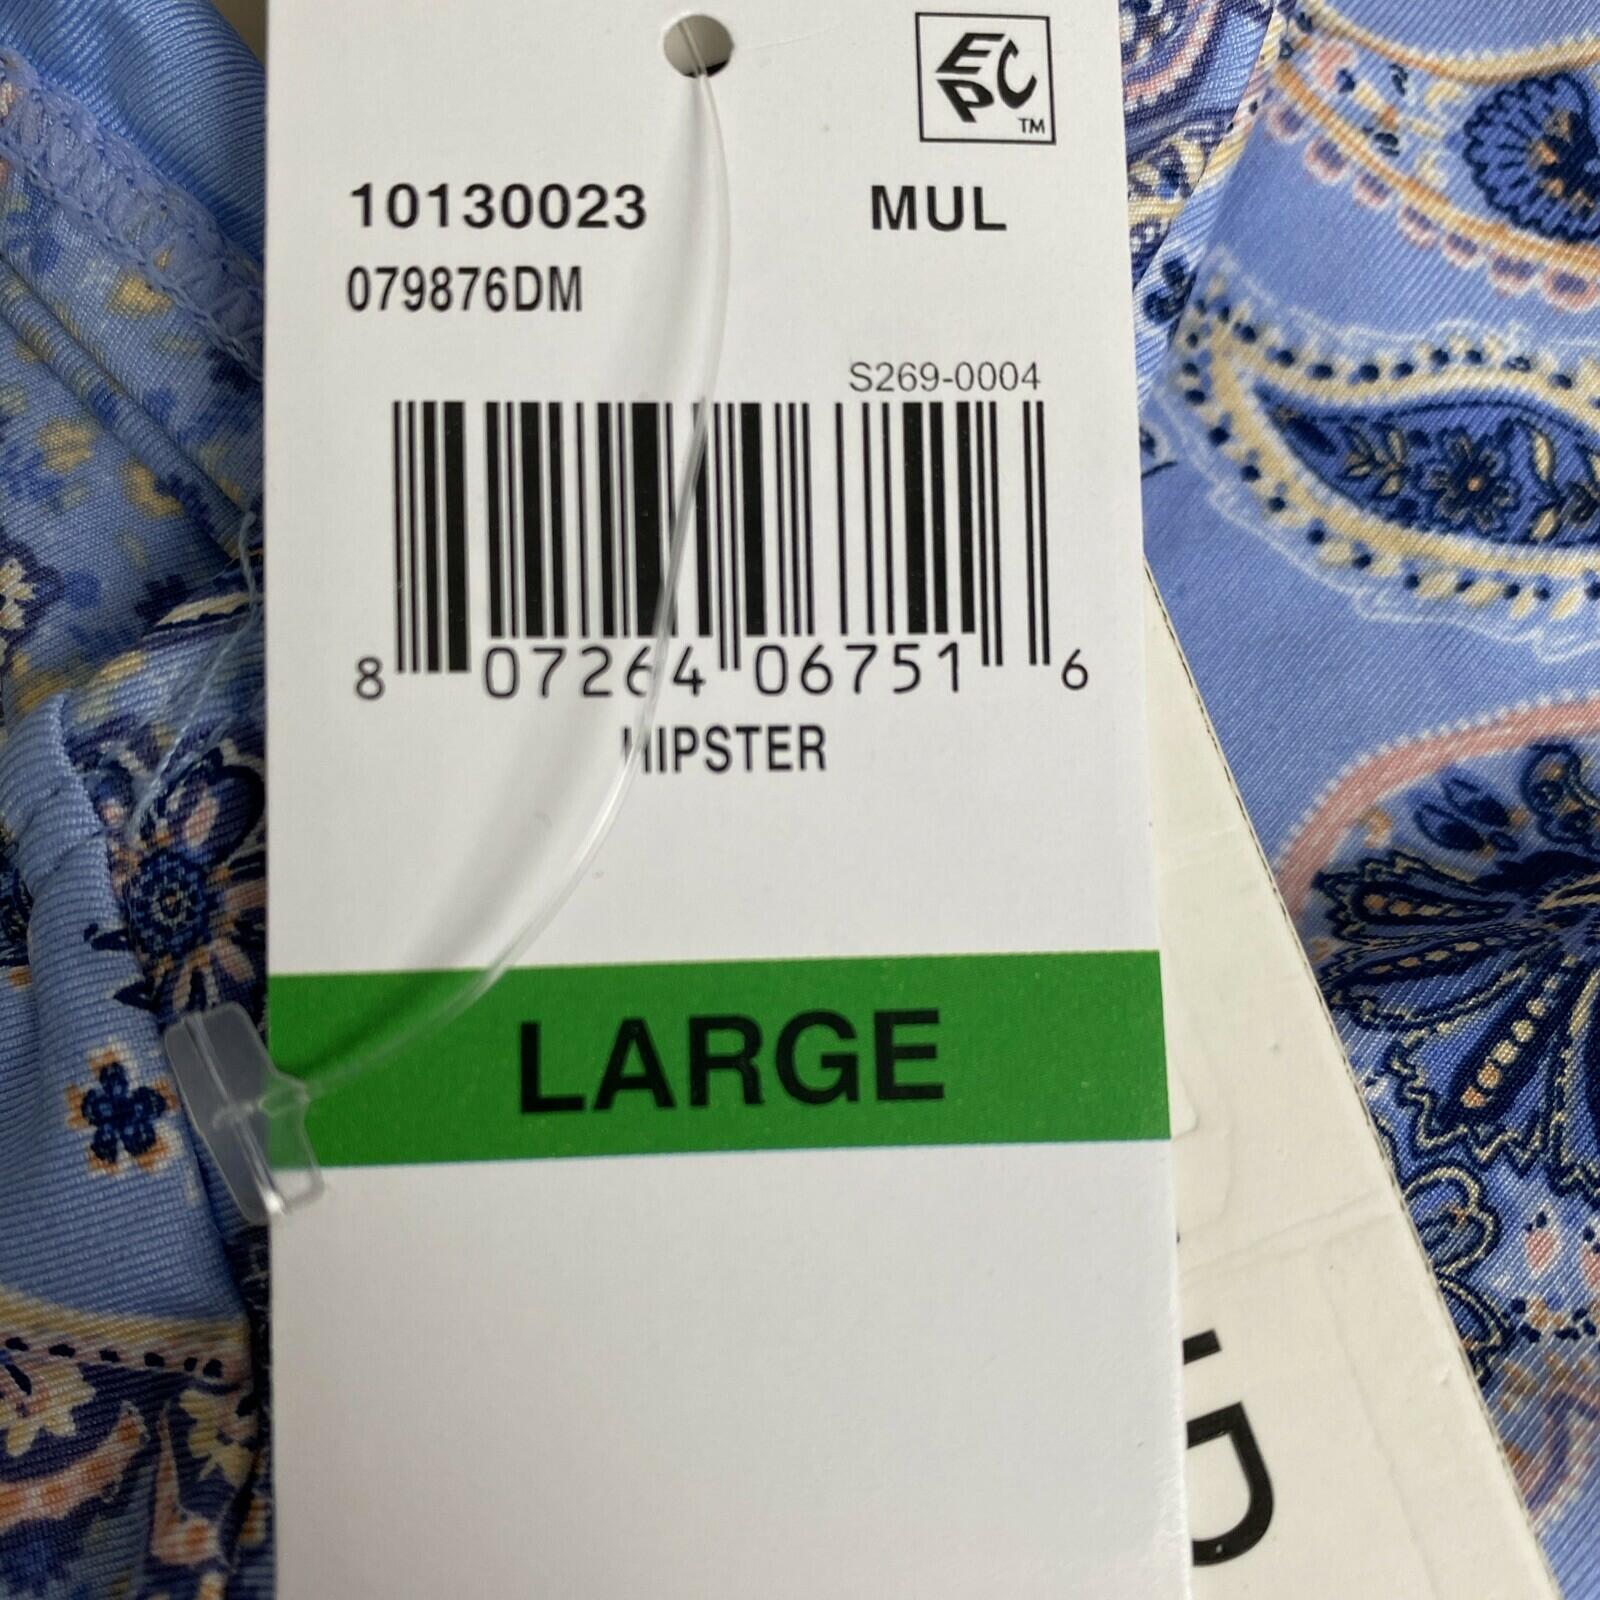 EPC TM
10130023 MUL
079876DM
S269-0004
8 07264 06751 6
HIPSTER
LARGE